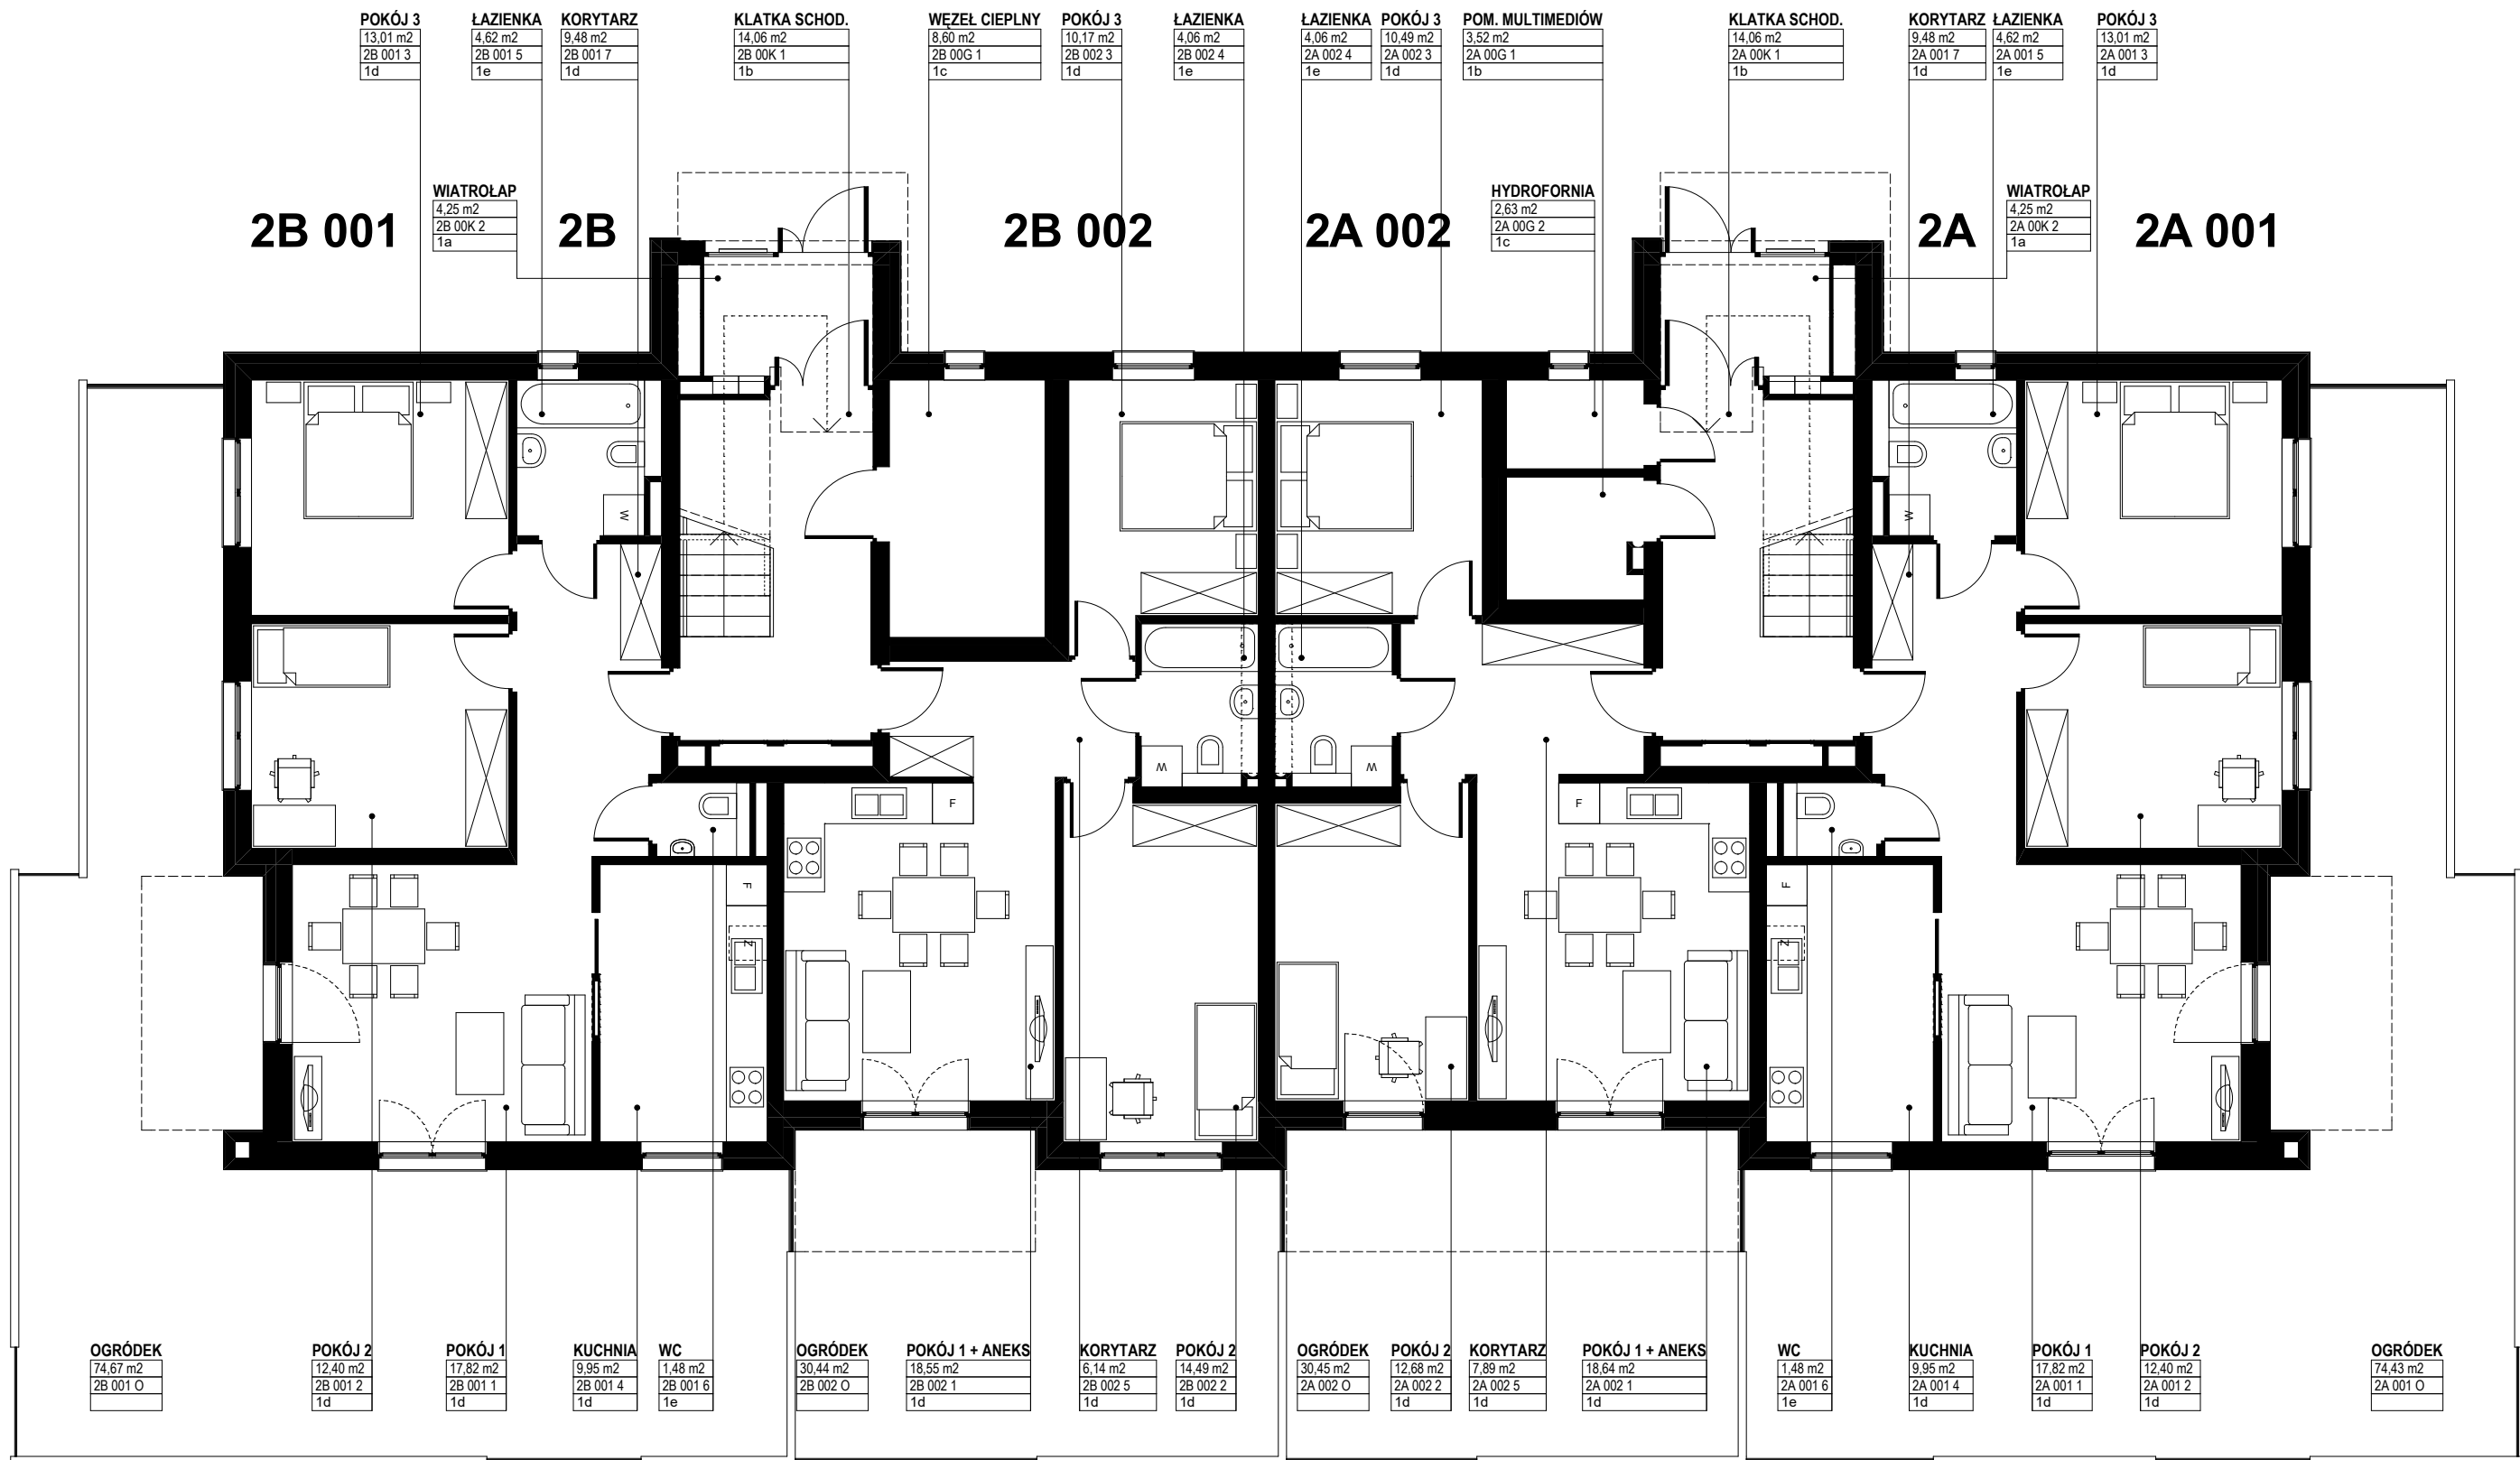 POKÓJ 3
13,01 m2
2B 001 3
1d
ŁAZIENKA
4,62 m2
2B 001 5
1e
KORYTARZ
9,48 m2
2B 001 7
1d
KLATKA SCHOD.
14,06 m2
2B 00K 1
1b
WĘZEŁ CIEPLNY
8,60 m2
2B 00G 1
1c
POKÓJ 3
10,17 m2
2B 002 3
1d
ŁAZIENKA
4,06 m2
2B 002 4
1e
ŁAZIENKA
4,06 m2
2A 002 4
1e
POKÓJ 3
10,49 m2
2A 002 3
1d
POM. MULTIMEDIÓW
3,52 m2
2A 00G 1
1b
KLATKA SCHOD.
14,06 m2
2A 00K 1
1b
KORYTARZ
9,48 m2
2A 001 7
1d
ŁAZIENKA
4,62 m2
2A 001 5
1e
POKÓJ 3
13,01 m2
2A 001 3
1d
2B 001
WIATROŁAP
4,25 m2
2B 00K 2
1a
2B
2B 002
2A 002
HYDROFORNIA
2,63 m2
2A 00G 2
1c
2A
WIATROŁAP
4,25 m2
2A 00K 2
1a
2A 001
W
W
W
W
F
F
F
F
Z
Z
OGRÓDEK
74,67 m2
2B 001 O
POKÓJ 2
12,40 m2
2B 001 2
1d
POKÓJ 1
17,82 m2
2B 001 1
1d
KUCHNIA
9,95 m2
2B 001 4
1d
WC
1,48 m2
2B 001 6
1e
OGRÓDEK
30,44 m2
2B 002 O
POKÓJ 1 + ANEKS
18,55 m2
2B 002 1
1d
KORYTARZ
6,14 m2
2B 002 5
1d
POKÓJ 2
14,49 m2
2B 002 2
1d
OGRÓDEK
30,45 m2
2A 002 O
POKÓJ 2
12,68 m2
2A 002 2
1d
KORYTARZ
7,89 m2
2A 002 5
1d
POKÓJ 1 + ANEKS
18,64 m2
2A 002 1
1d
WC
1,48 m2
2A 001 6
1e
KUCHNIA
9,95 m2
2A 001 4
1d
POKÓJ 1
17,82 m2
2A 001 1
1d
POKÓJ 2
12,40 m2
2A 001 2
1d
OGRÓDEK
74,43 m2
2A 001 O